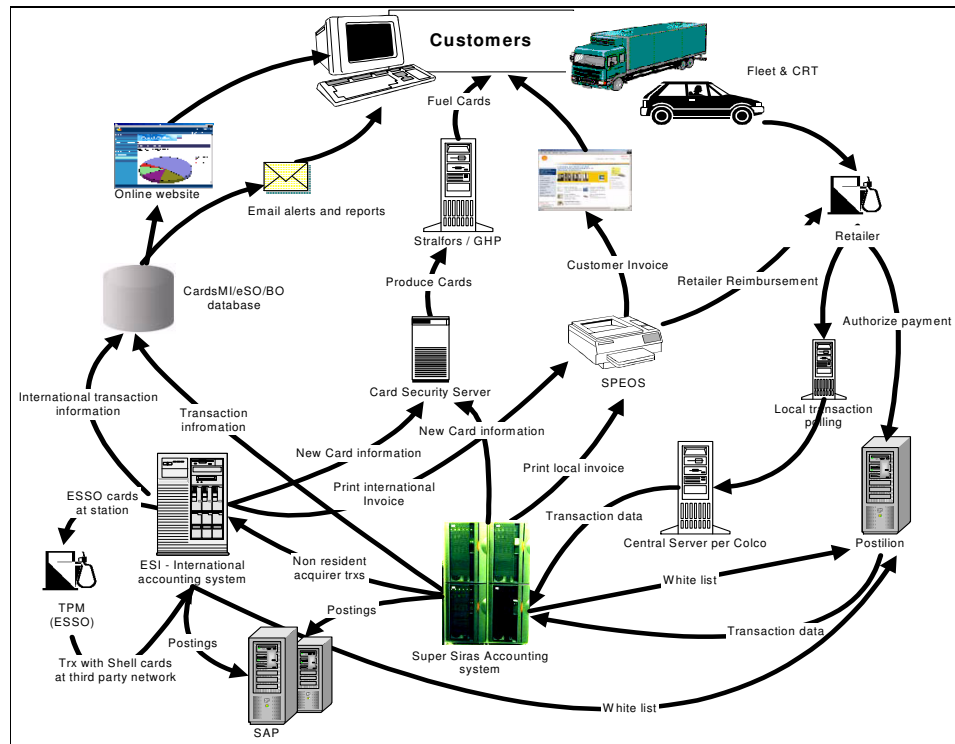 Customers
Fleet & CRT
Fuel Cards
Online website
Email alerts and reports
Stralfors / GHP
Retailer
Customer Invoice
Retailer Reimbursement
CardsMI/eSO/BO
database
Produce Cards
Authorize payment
SPEOS
Card Security Server
International transaction
information
Transaction
infromation
Local transaction
polling
New Card information
New Card information
Print local invoice
Print international
Invoice
ESSO cards
at station
Transaction data
Central Server per Colco
Postilion
ESI - International
accounting system
Non resident
acquirer trxs
White list
TPM
(ESSO)
Postings
Transaction data
Postings
Super Siras Accounting
system
Trx with Shell cards
at third party network
White list
SAP